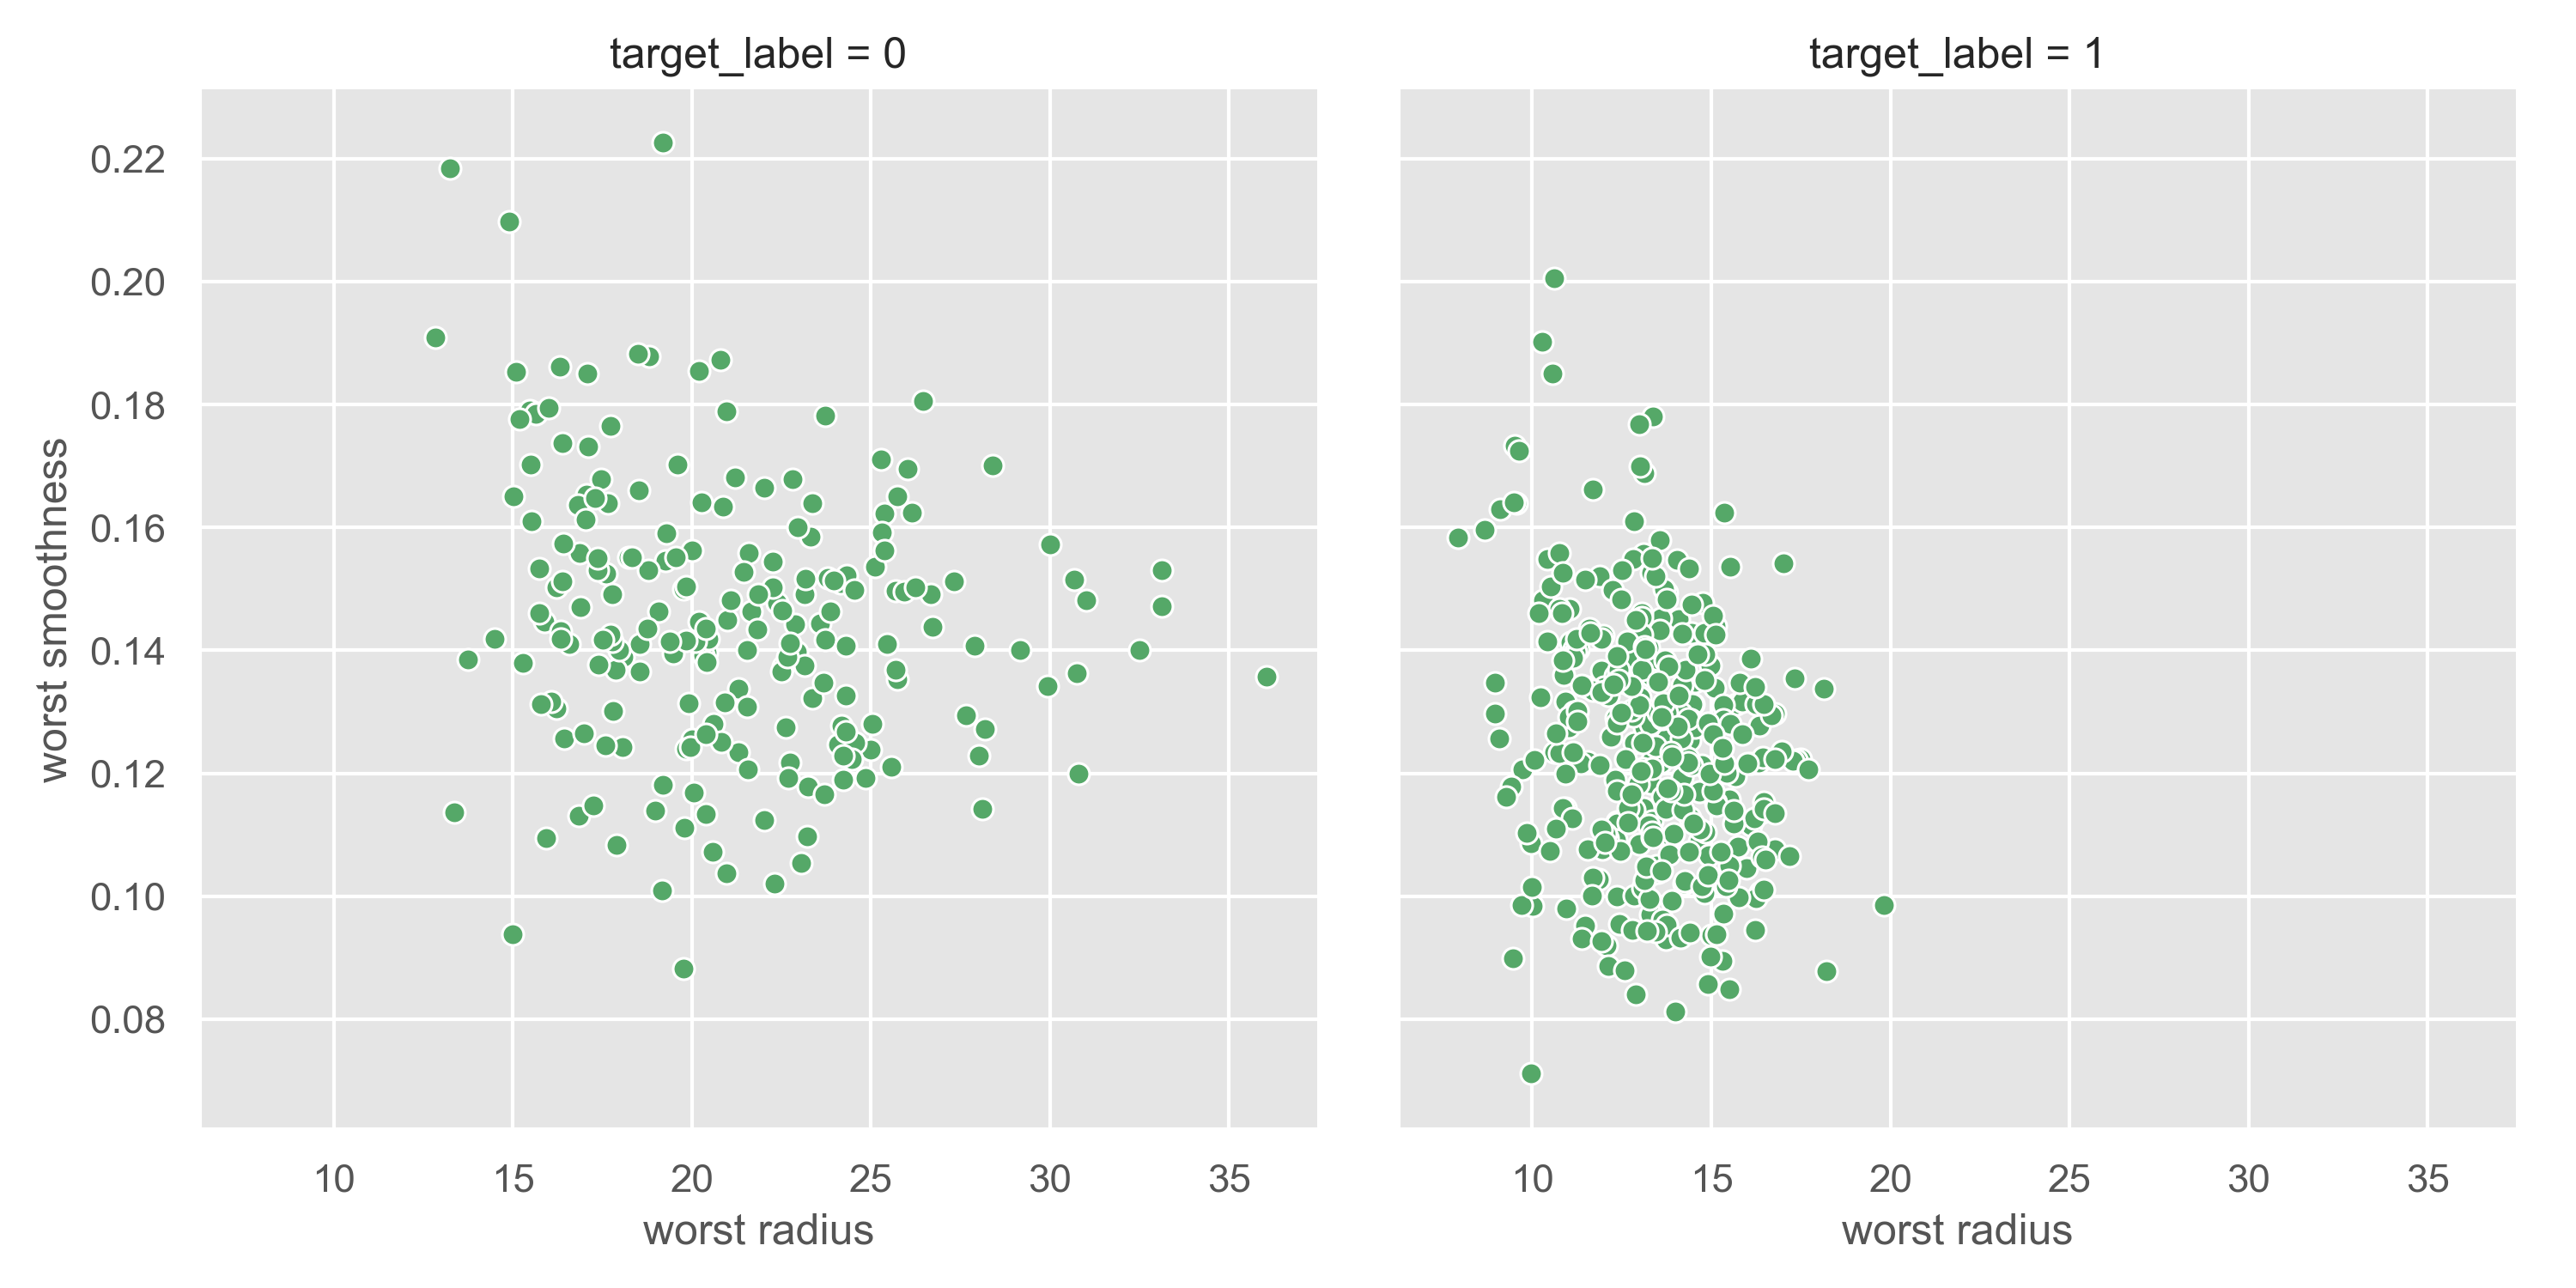 target_label = 0
target_label = 1
0.22
0.20
0.18
0.16
0.14
0.12
0.10
0.08
worst smoothness
10 15 20 25 30 35
10 15 20 25 30 35
worst radius
worst radius